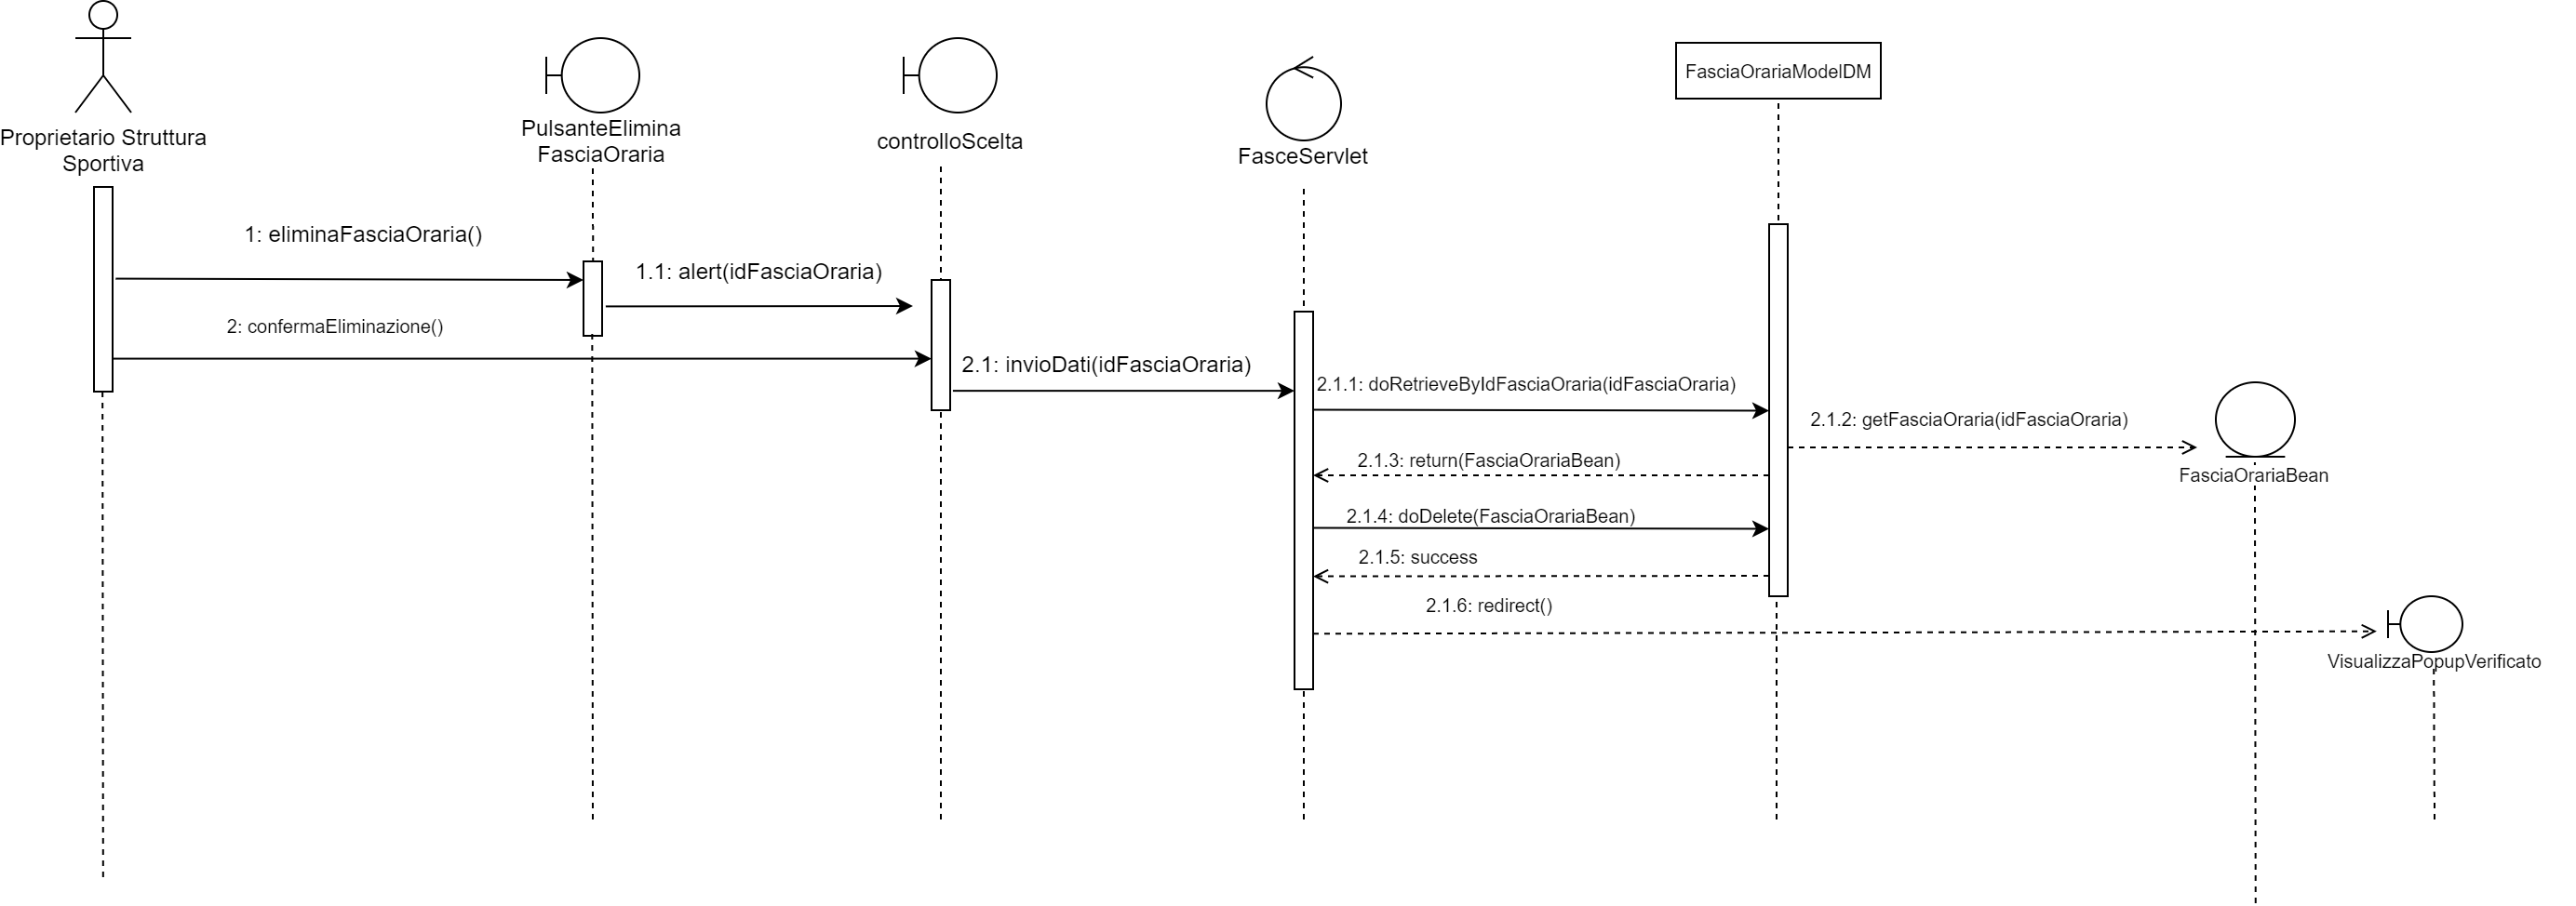 Proprietario Struttura
Sportiva
PulsanteElimina
FasciaOraria
controlloScelta
FasceServlet
FasciaOrariaModelDM
1: eliminaFasciaOraria()
1.1: alert(idFasciaOraria)
2: confermaEliminazione()
2.1: invioDati(idFasciaOraria)
2.1.1: doRetrieveByIdFasciaOraria(idFasciaOraria)
2.1.2: getFasciaOraria(idFasciaOraria)
2.1.3: return(FasciaOrariaBean)
FasciaOrariaBean
2.1.4: doDelete(FasciaOrariaBean)
2.1.5: success
2.1.6: redirect()
VisualizzaPopupVerificato